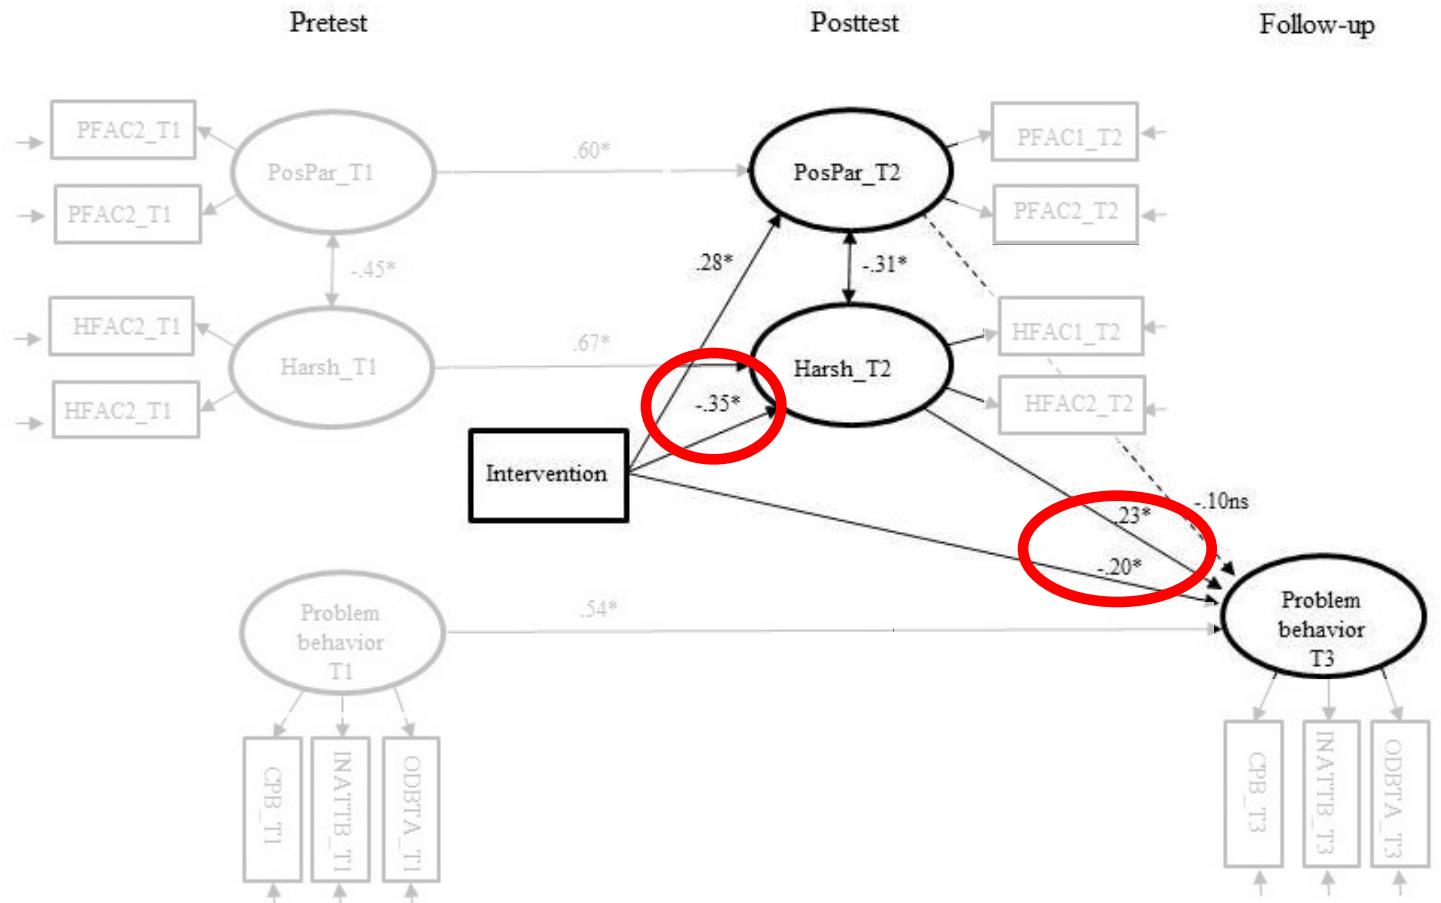 Pretest
Posttest
Follow-up
PFAC2_T1
PosPar_T1
.60*
PosPar_T2
PFAC1_T2
PFAC2_T1
PFAC2_T2
-.45*
.28*
-.31*
HFAC2_T1
Harsh_T1
.67*
Harsh_T2
HFAC1_T2
HFAC2_T1
-.35*
HFAC2_T2
Intervention
-.10ns
.23*
-.20*
Problem
behavior
T1
.54*
Problem
behavior
T3
CPB_T1
INATTB_T1
ODBTA_T1
CPB_T3
INATTB_T3
ODBTA_T3